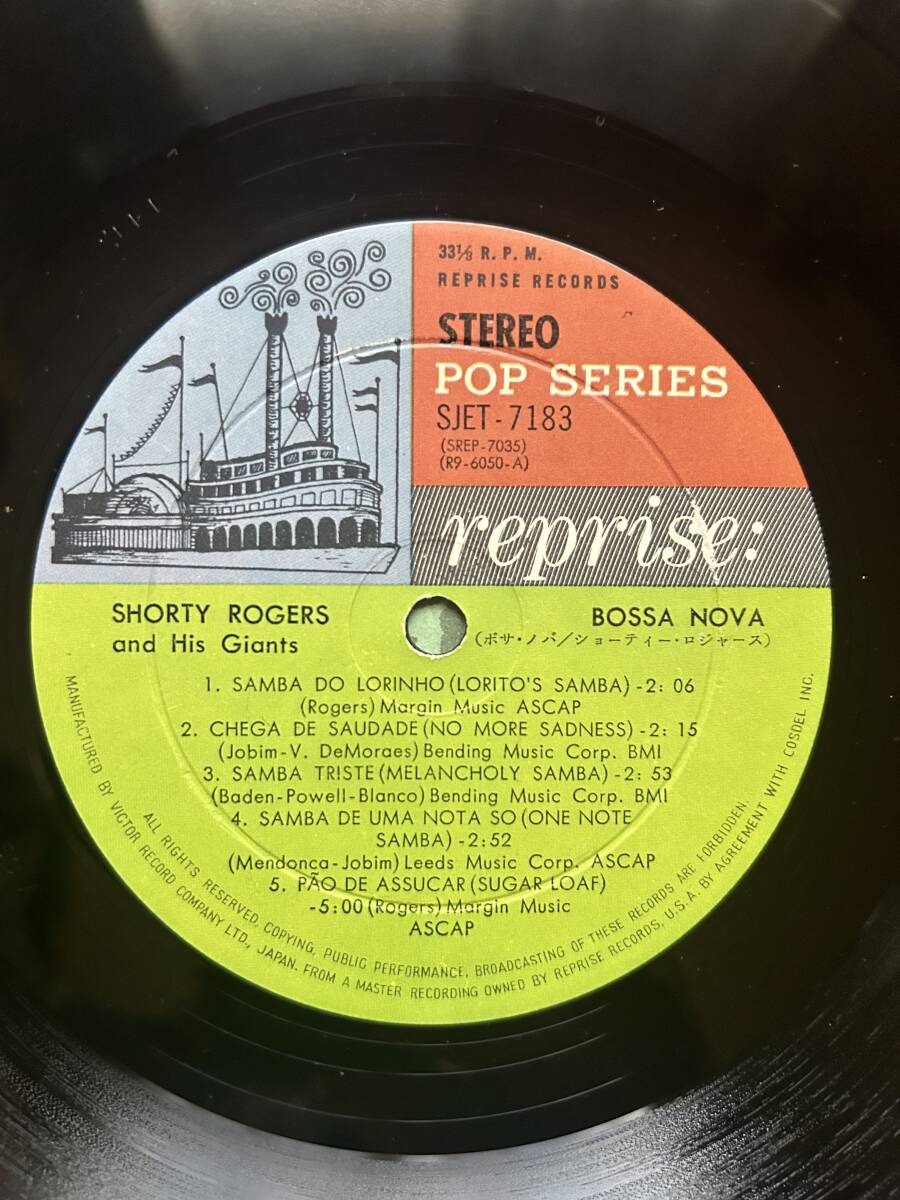 33⅓ R. P. M.
REPRISE RECORDS
STEREO
POP SERIES
SJET-7183
(SREP-7035)
(R9-6050-A)
reprise:
SHORTY ROGERS
and His Giants
BOSSA NOVA
(ボサ・ノバ/ショーティー・ロジャース)
1. SAMBA DO LORINHO (LORITO'S SAMBA) -2: 06
(Rogers) Margin Music ASCAP
2. CHEGA DE SAUDADE (NO MORE SADNESS) -2: 15
(Jobim-V. DeMoraes) Bending Music Corp. BMI
3. SAMBA TRISTE (MELANCHOLY SAMBA) -2: 53
(Baden-Powell-Blanco) Bending Music Corp. BMI
4. SAMBA DE UMA NOTA SO (ONE NOTE
SAMBA) -2:52
(Mendonca-Jobim) Leeds Music Corp. ASCAP
5. PÃO DE ASSUCAR (SUGAR LOAF)
-5:00 (Rogers) Margin Music
ASCAP
ALL RIGHTS RESERVED. COPYING, PUBLIC PERFORMANCE, BROADCASTING OF THESE RECORDS ARE FORBIDDEN.
MANUFACTURED BY VICTOR RECORD COMPANY LTD., JAPAN. FROM A MASTER RECORDING OWNED BY REPRISE RECORDS, U.S.A. BY AGREEMENT WITH COSDEL INC.